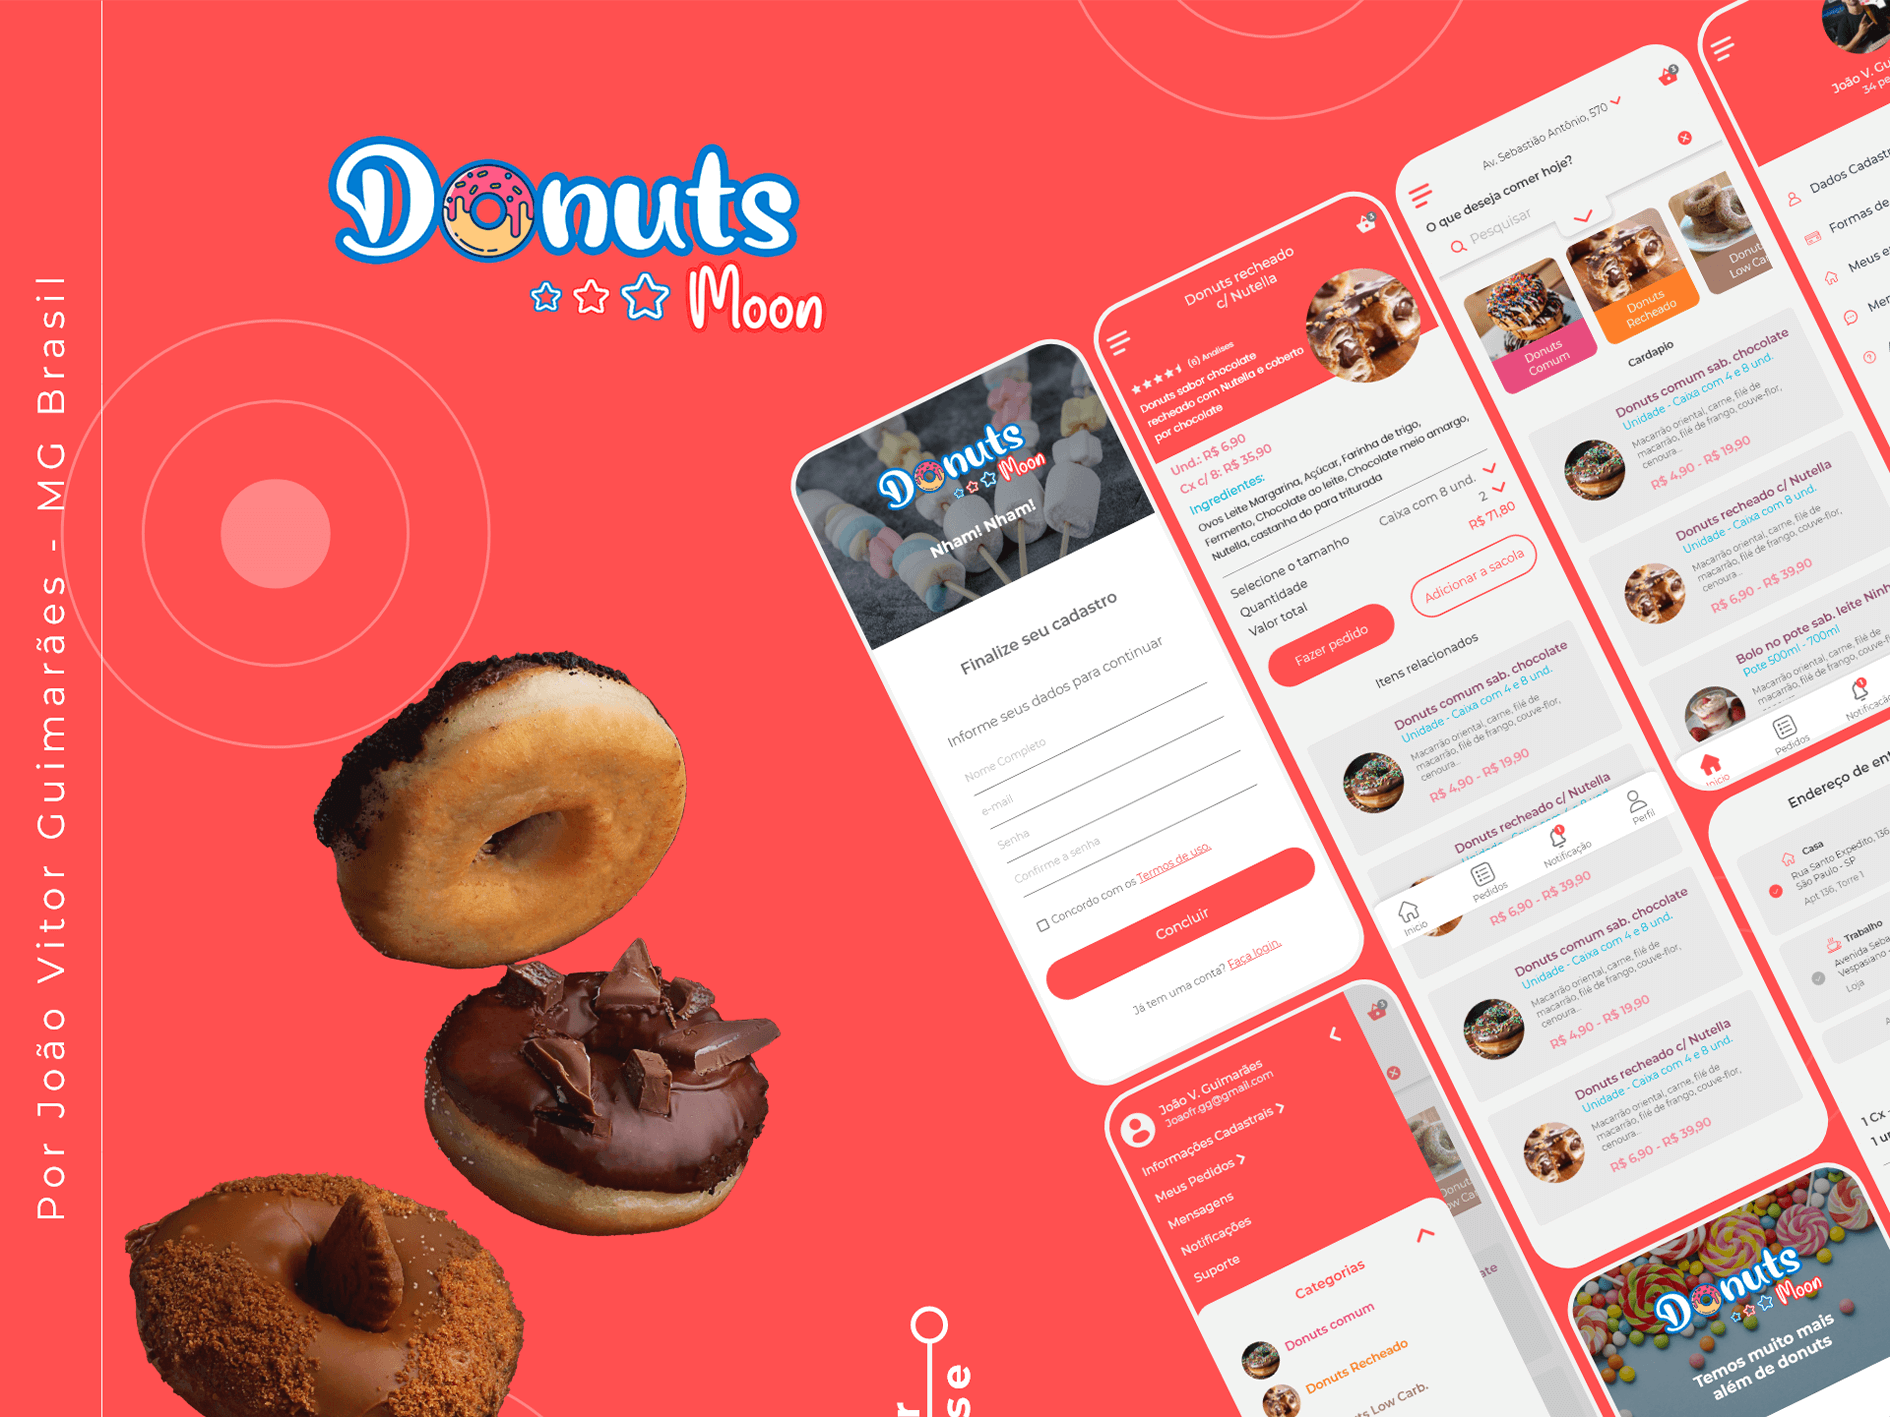 Por João Vitor Guimarães - MG Brasil
Donuts
Moon
Donuts
Moon
Nham! Nham!
Finalize seu cadastro
Informe seus dados para continuar
Nome Completo
e-mail
Senha
Confirme a senha
Concordo com os Termos de uso.
Concluir
Já tem uma conta? Faça login.
3
Donuts recheado
c/ Nutella
(6) Analises
Donuts sabor chocolate
recheado com Nutella e coberto
por chocolate
Und.: R$ 6,90
Cx c/ 8: R$ 35,90
Ingredientes:
Ovos Leite Margarina, Açúcar, Farinha de trigo,
Fermento, Chocolate ao leite, Chocolate meio amargo,
Nutella, castanha do para triturada
Selecione o tamanho
Caixa com 8 und.
Quantidade
2
Valor total
R$ 71,80
Fazer pedido
Adicionar a sacola
Itens relacionados
Donuts comum sab. chocolate
Unidade - Caixa com 4 e 8 und.
Macarrão oriental, carne, filé de
macarrão, filé de frango, couve-flor,
cenoura...
R$ 4,90 - R$ 19,90
Donuts recheado c/ Nutella
R$ 6,90 - R$ 39,90
Inicio
Pedidos
1
Notificação
Perfil
Donuts comum sab. chocolate
Unidade - Caixa com 4 e 8 und.
Macarrão oriental, carne, filé de
macarrão, filé de frango, couve-flor,
cenoura...
R$ 4,90 - R$ 19,90
Donuts recheado c/ Nutella
Unidade - Caixa com 4 e 8 und.
Macarrão oriental, carne, filé de
macarrão, filé de frango, couve-flor,
cenoura...
R$ 6,90 - R$ 39,90
3
Av. Sebastião Antônio, 570
O que deseja comer hoje?
Pesquisar
Donuts
Comum
Donuts
Recheado
Donut
Low Car
Cardapio
Donuts comum sab. chocolate
Unidade - Caixa com 4 e 8 und.
Macarrão oriental, carne, filé de
macarrão, filé de frango, couve-flor,
cenoura...
R$ 4,90 - R$ 19,90
Donuts recheado c/ Nutella
Unidade - Caixa com 8 und.
Macarrão oriental, carne, filé de
macarrão, filé de frango, couve-flor,
cenoura...
R$ 6,90 - R$ 39,90
Bolo no pote sab. leite Ninh
Pote 500ml - 700ml
Macarrão oriental, carne, filé de
macarrão, filé de frango, couve-f
Inicio
Pedidos
1
Notificação
João V. Gu
34 pe
Dados Cadastr
Formas de
Meus e
Men
Endereço de en
Casa
Rua Santo Expedito, 136
São Paulo - SP
Apt 136, Torre 1
Trabalho
Avenida Seba
Vespasiano
Loja
1 Cx -
1 u
3
João V. Guimarães
Joaofr.gg@gmail.com
Informações Cadastrais
Meus Pedidos
Mensagens
Notificações
Suporte
Categorias
Donuts comum
Donuts Recheado
ts Low Carb.
Donut
ow Ca
ate
Donuts
Moon
Temos muito mais
além de donuts
r
se